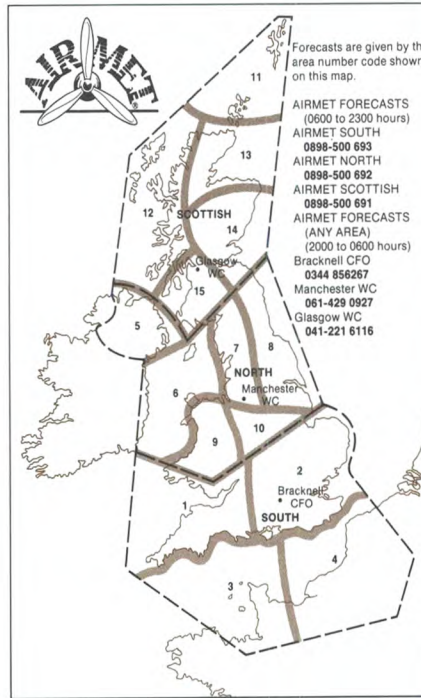 AIRMET
Forecasts are given by th
area number code shown
on this map.
AIRMET FORECASTS
(0600 to 2300 hours)
AIRMET SOUTH
0898-500 693
AIRMET NORTH
0898-500 692
AIRMET SCOTTISH
0898-500 691
AIRMET FORECASTS
(ANY AREA)
(2000 to 0600 hours)
Bracknell CFO
0344 856267
Manchester WC
061-429 0927
Glasgow WC
041-221 6116
11
13
12
SCOTTISH
14
Glasgow
WC
15
5
7
8
NORTH
6
Manchester
WC
9
10
2
1
Bracknell
CFO
SOUTH
3
4